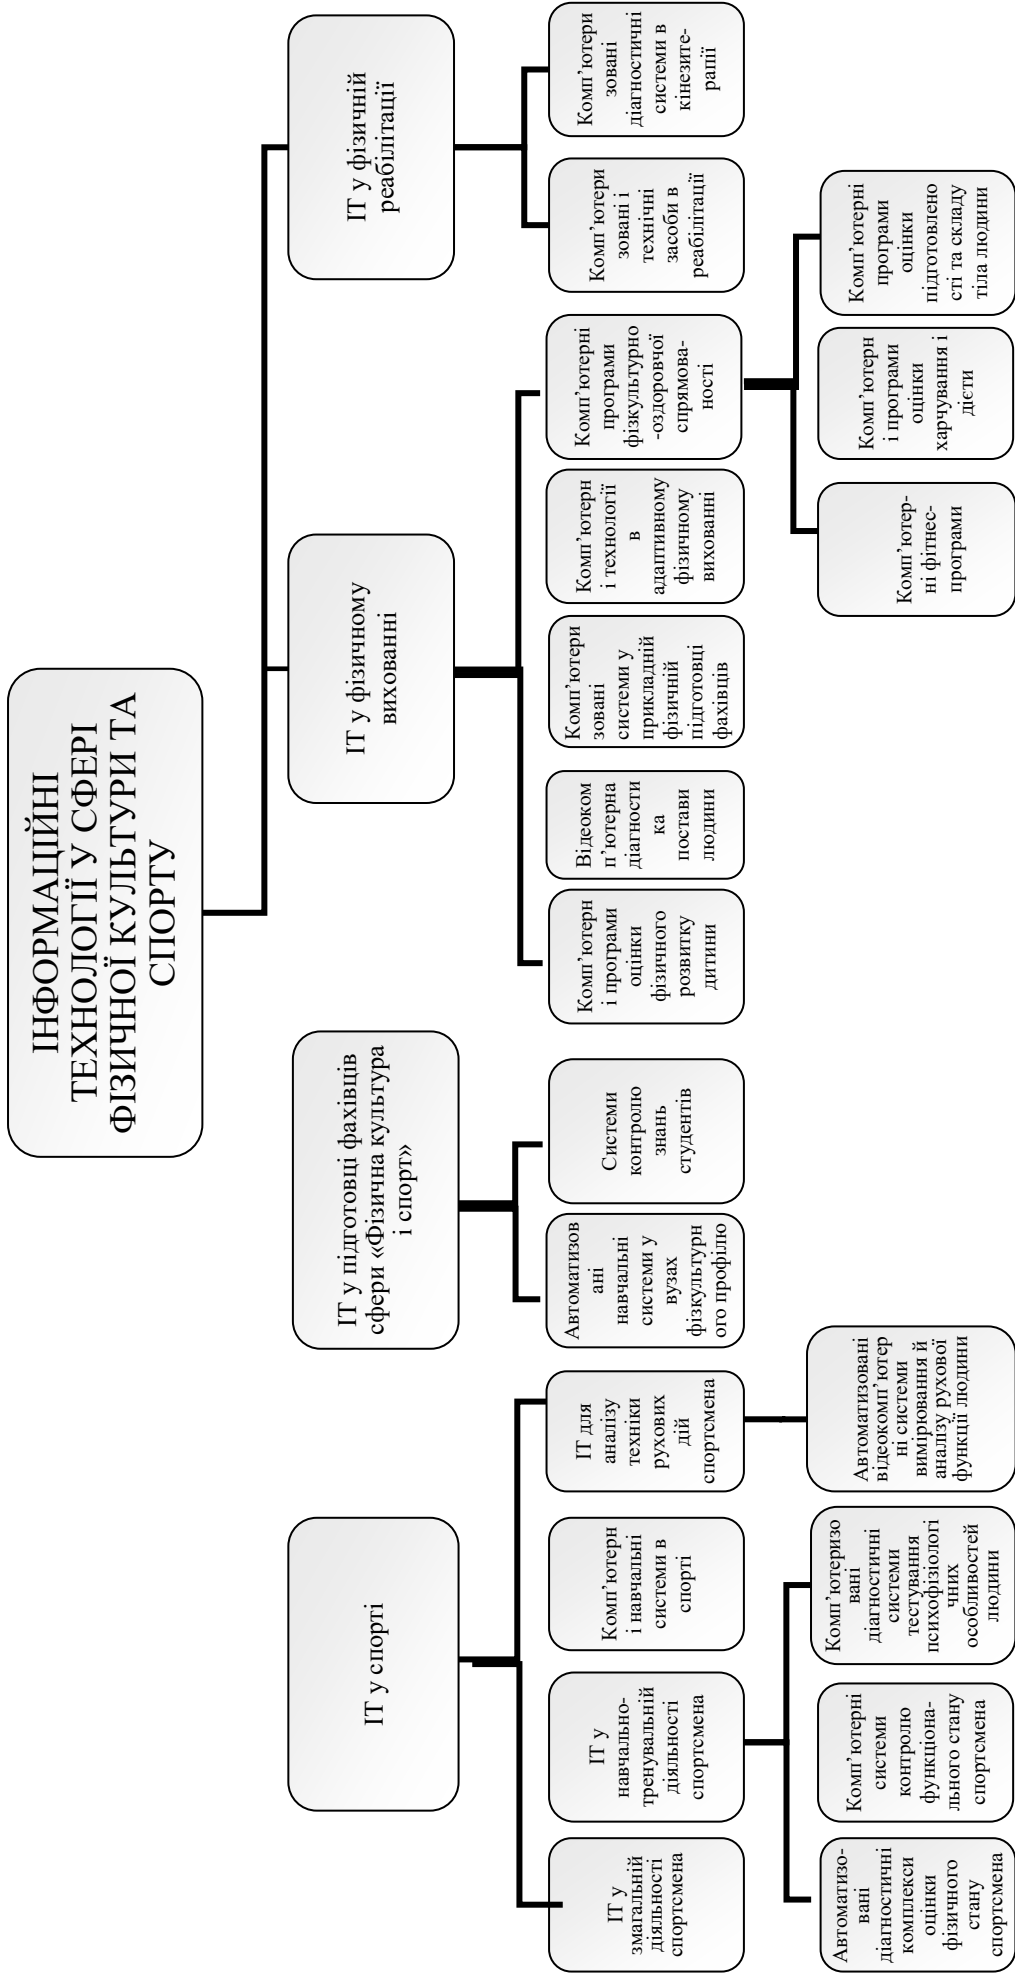 ІНФОРМАЦІЙНІ
ТЕХНОЛОГІЇ У СФЕРІ
ФІЗИЧНОЇ КУЛЬТУРИ ТА
СПОРТУ
ІТ у спорті
ІТ у підготовці фахівців
сфери «Фізична культура
і спорт»
ІТ у фізичному
вихованні
ІТ у фізичній
реабілітації
ІТ у
змагальній
діяльності
спортсмена
ІТ у
навчально-
тренувальній
діяльності
спортсмена
Комп’ютерн
і навчальні
системи в
спорті
ІТ для
аналізу
техніки
рухових
дій
спортсмена
Автоматизов
ані
навчальні
системи у
вузах
фізкультурн
ого профілю
Системи
контролю
знань
студентів
Комп’ютерн
і програми
оцінки
фізичного
розвитку
дитини
Відеоком
п’ютерна
діагности
ка
постави
людини
Комп’ютери
зовані
системи у
прикладній
фізичній
підготовці
фахівців
Комп’ютерн
і технології
в
адаптивному
фізичному
вихованні
Комп’ютерні
програми
фізкультурно
-оздоровчої
спрямова-
ності
Комп’ютери
зовані і
технічні
засоби в
реабілітації
Комп’ютери
зовані
діагностичні
системи в
кінезите-
рапії
Автоматизо-
вані
діагностичні
комплекси
оцінки
фізичного
стану
спортсмена
Комп’ютерні
системи
контролю
функціона-
льного стану
спортсмена
Комп’ютеризо
вані
діагностичні
системи
тестування
психофізіологі
чних
особливостей
людини
Автоматизовані
відеокомп’ютер
ні системи
вимірювання й
аналізу рухової
функції людини
Комп’ютер-
ні фітнес-
програми
Комп’ютерн
і програми
оцінки
харчування і
дієти
Комп’ютерні
програми
оцінки
підготовлено
сті та складу
тіла людини